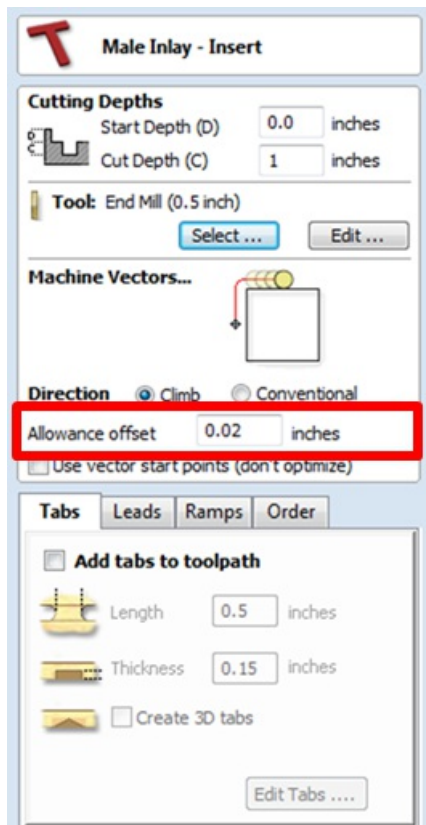 Male Inlay - Insert
Cutting Depths
Start Depth (D) 0.0 inches
Cut Depth (C) 1 inches
Tool: End Mill (0.5 inch)
Select ... Edit ...
Machine Vectors...
Direction Climb Conventional
Allowance offset 0.02 inches
Use vector start points (don't optimize)
Tabs Leads Ramps Order
Add tabs to toolpath
Length 0.5 inches
Thickness 0.15 inches
Create 3D tabs
Edit Tabs ....